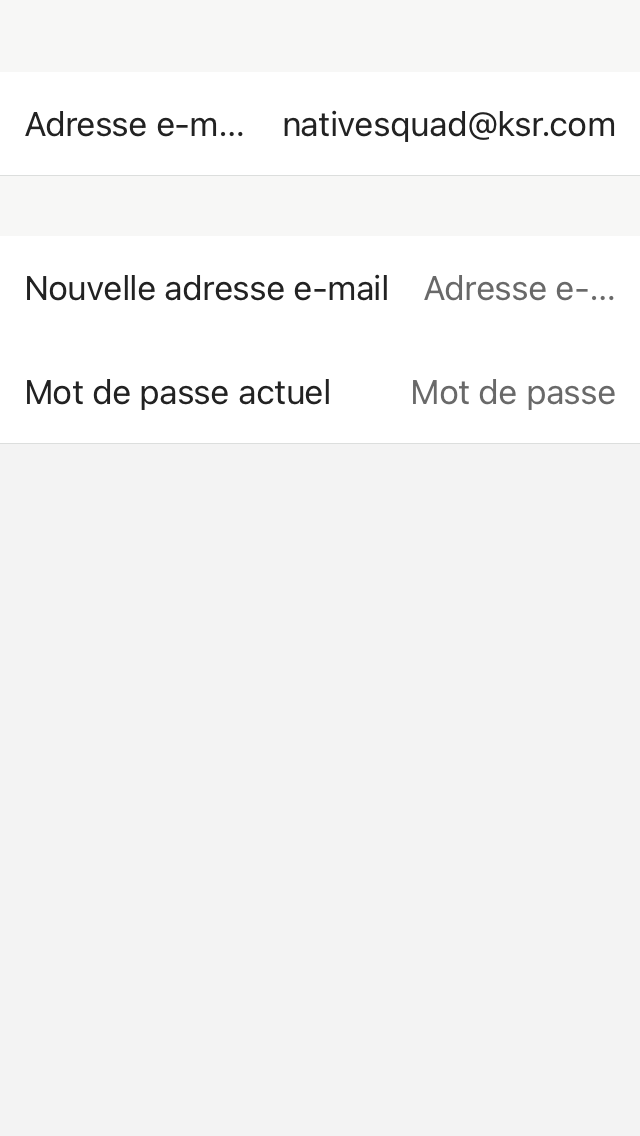 Adresse e-m... nativesquad@ksr.com
Nouvelle adresse e-mail Adresse e-...
Mot de passe actuel Mot de passe